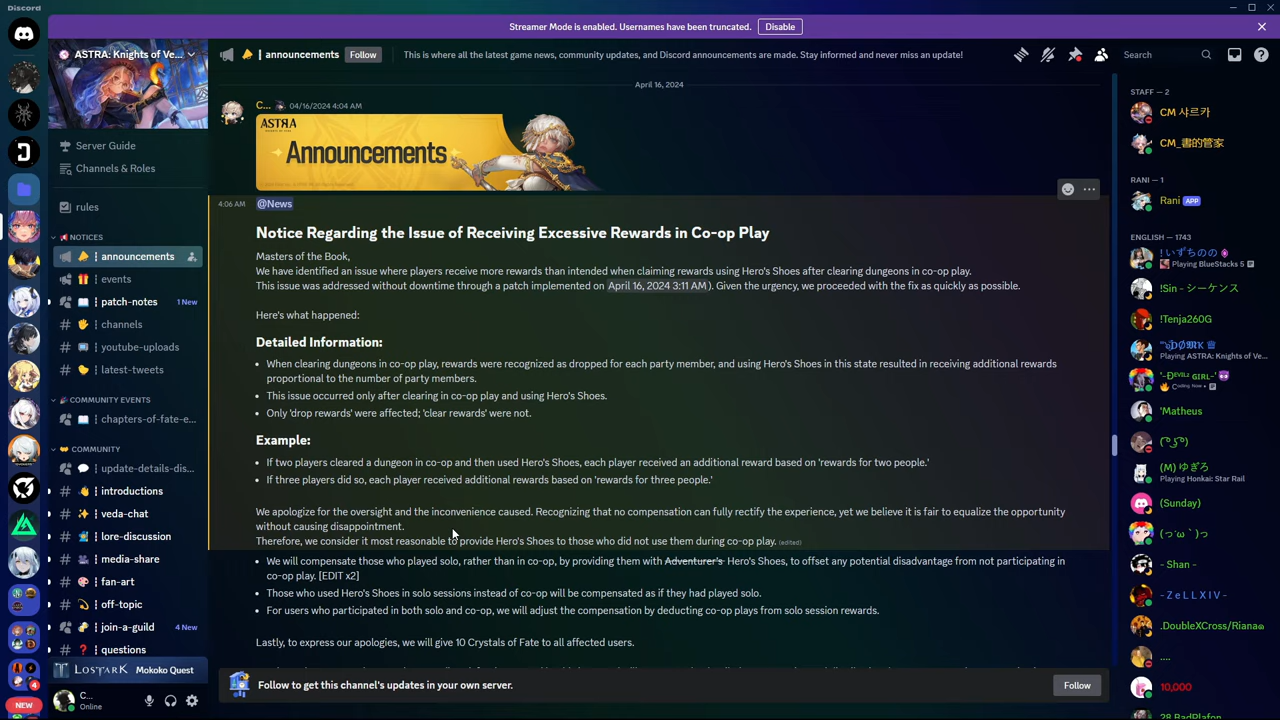 Discord
Streamer Mode is enabled. Usernames have been truncated.
Disable
ASTRA: Knights of Ve...
announcements
Follow
This is where all the latest game news, community updates, and Discord announcements are made. Stay informed and never miss an update!
Search
Server Guide
Channels & Roles
rules
NOTICES
announcements
events
patch-notes
1 New
channels
youtube-uploads
latest-tweets
COMMUNITY EVENTS
chapters-of-fate-e...
COMMUNITY
update-details-dis...
introductions
veda-chat
lore-discussion
media-share
fan-art
off-topic
join-a-guild
4 New
questions
LOSTARK Mokoko Quest
C...
Online
4
NEW
April 16, 2024
C... 04/16/2024 4:04 AM
ASTRA
Announcements
4:06 AM
@News
Notice Regarding the Issue of Receiving Excessive Rewards in Co-op Play
Masters of the Book,
We have identified an issue where players receive more rewards than intended when claiming rewards using Hero's Shoes after clearing dungeons in co-op play.
This issue was addressed without downtime through a patch implemented on April 16, 2024 3:11 AM). Given the urgency, we proceeded with the fix as quickly as possible.
Here's what happened:
Detailed Information:
• When clearing dungeons in co-op play, rewards were recognized as dropped for each party member, and using Hero's Shoes in this state resulted in receiving additional rewards
proportional to the number of party members.
• This issue occurred only after clearing in co-op play and using Hero's Shoes.
• Only 'drop rewards' were affected; 'clear rewards' were not.
Example:
• If two players cleared a dungeon in co-op and then used Hero's Shoes, each player received an additional reward based on 'rewards for two people.'
• If three players did so, each player received additional rewards based on 'rewards for three people.'
We apologize for the oversight and the inconvenience caused. Recognizing that no compensation can fully rectify the experience, yet we believe it is fair to equalize the opportunity
without causing disappointment.
Therefore, we consider it most reasonable to provide Hero's Shoes to those who did not use them during co-op play. (edited)
• We will compensate those who played solo, rather than in co-op, by providing them with Adventurer's Hero's Shoes, to offset any potential disadvantage from not participating in
co-op play. [EDIT x2]
• Those who used Hero's Shoes in solo sessions instead of co-op will be compensated as if they had played solo.
• For users who participated in both solo and co-op, we will adjust the compensation by deducting co-op plays from solo session rewards.
Lastly, to express our apologies, we will give 10 Crystals of Fate to all affected users.
Follow to get this channel's updates in your own server.
Follow
STAFF — 2
CM 샤르카
CM_書的管家
RANI — 1
Rani APP
ENGLISH — 1743
! いずちのの
Playing BlueStacks 5
!Sin - シーケンス
!Tenja260G
Playing ASTRA: Knights of Ve...
'-Ðᴇᴠɪʟᴢ ɢɪʀʟ-'
Coding Now
'Matheus
( ͡° ʖ̯ ͡°)
(M) ゆぎろ
Playing Honkai: Star Rail
(Sunday)
- Shan -
- Z e L L X I V -
.DoubleXCross/Riana
....
10,000
28 BadPlafon